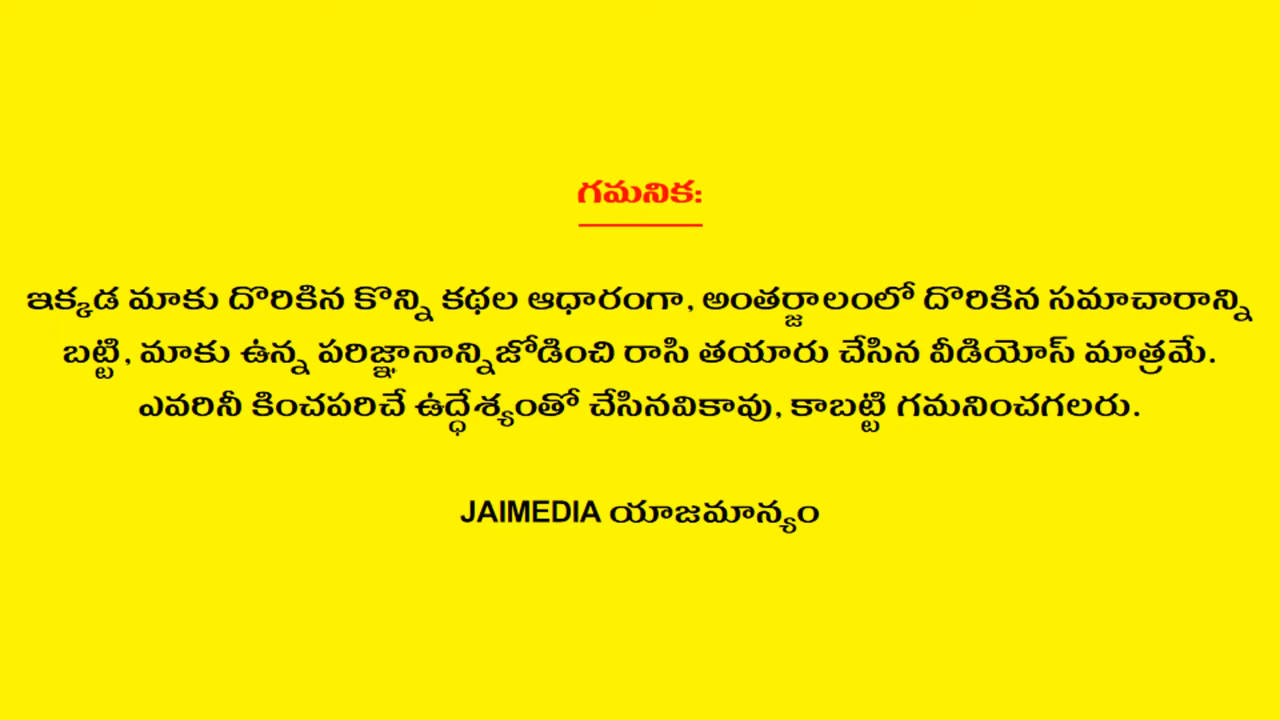 గమనిక:
ఇక్కడ మాకు దొరికిన కొన్ని కథల ఆధారంగా, అంతర్జాలంలో దొరికిన సమాచారాన్ని
బట్టి, మాకు ఉన్న పరిజ్ఞానాన్నిజోడించి రాసి తయారు చేసిన వీడియోస్ మాత్రమే.
ఎవరినీ కించపరిచే ఉద్ధేశ్యంతో చేసినవికావు, కాబట్టి గమనించగలరు.
JAIMEDIA యాజమాన్యం